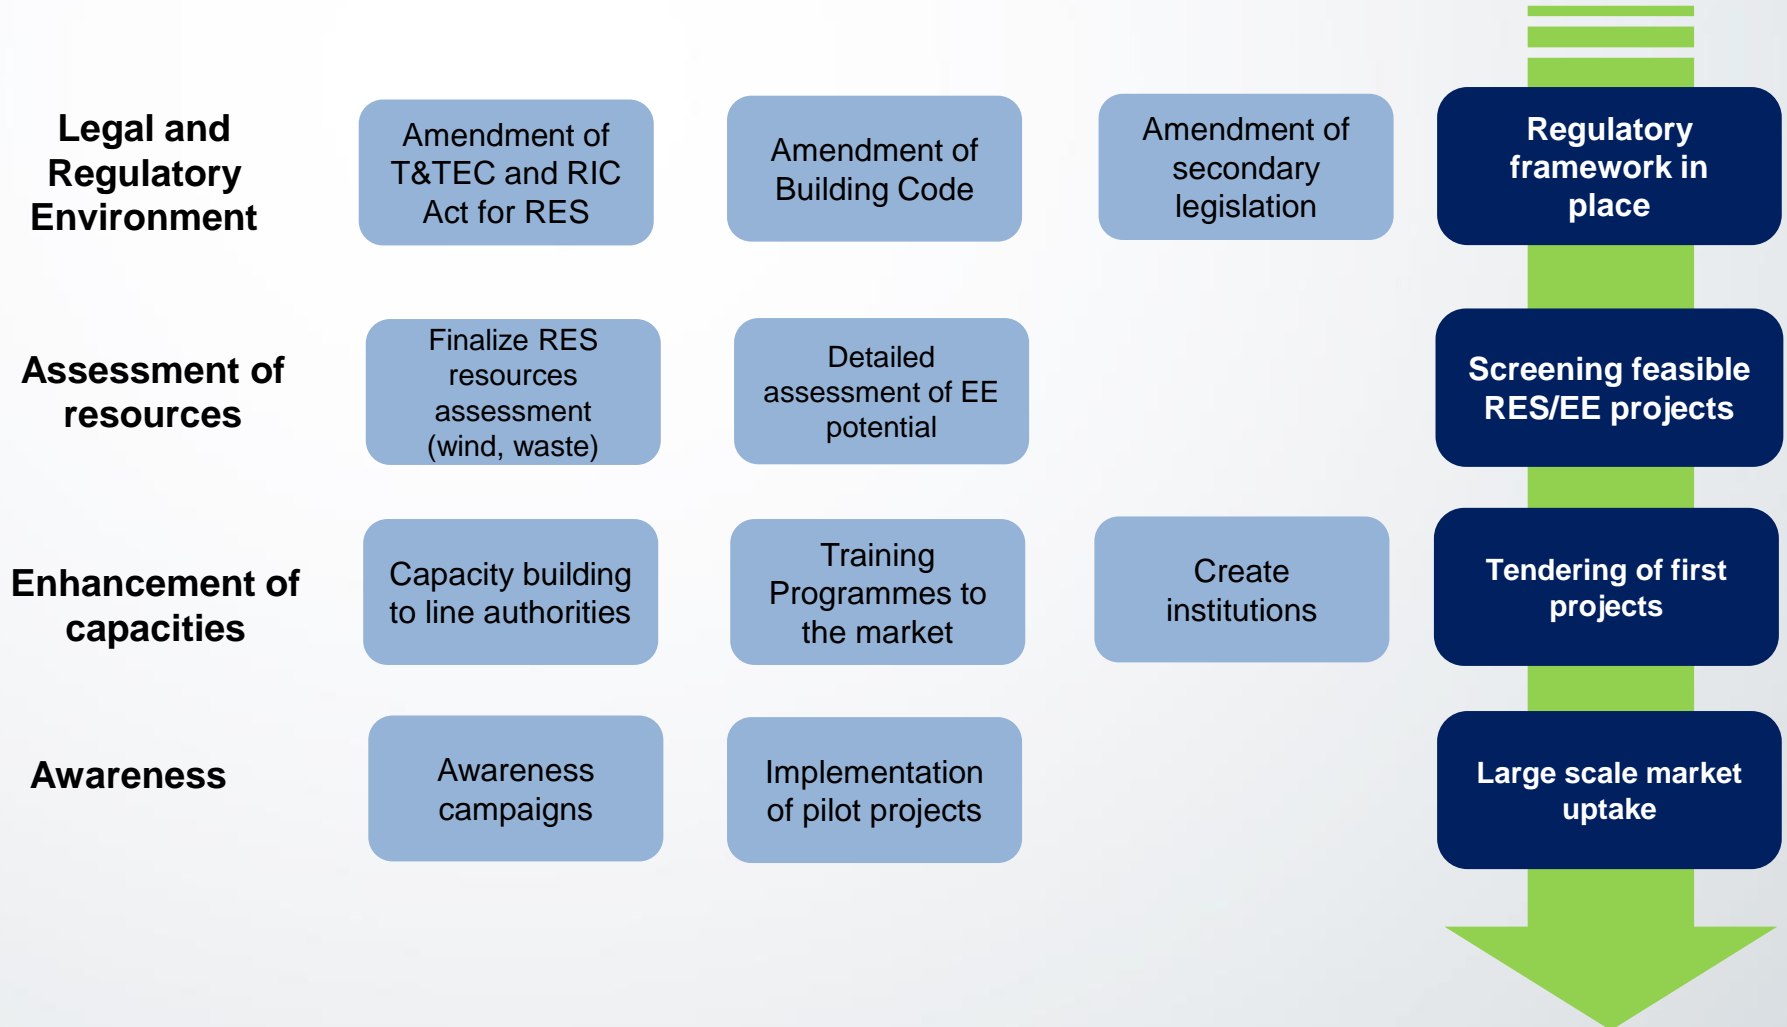 Legal and
Regulatory
Environment
Amendment of
T&TEC and RIC
Act for RES
Amendment of
Building Code
Amendment of
secondary
legislation
Regulatory
framework in
place
Assessment of
resources
Finalize RES
resources
assessment
(wind, waste)
Detailed
assessment of EE
potential
Screening feasible
RES/EE projects
Enhancement of
capacities
Capacity building
to line authorities
Training
Programmes to
the market
Create
institutions
Tendering of first
projects
Awareness
Awareness
campaigns
Implementation
of pilot projects
Large scale market
uptake